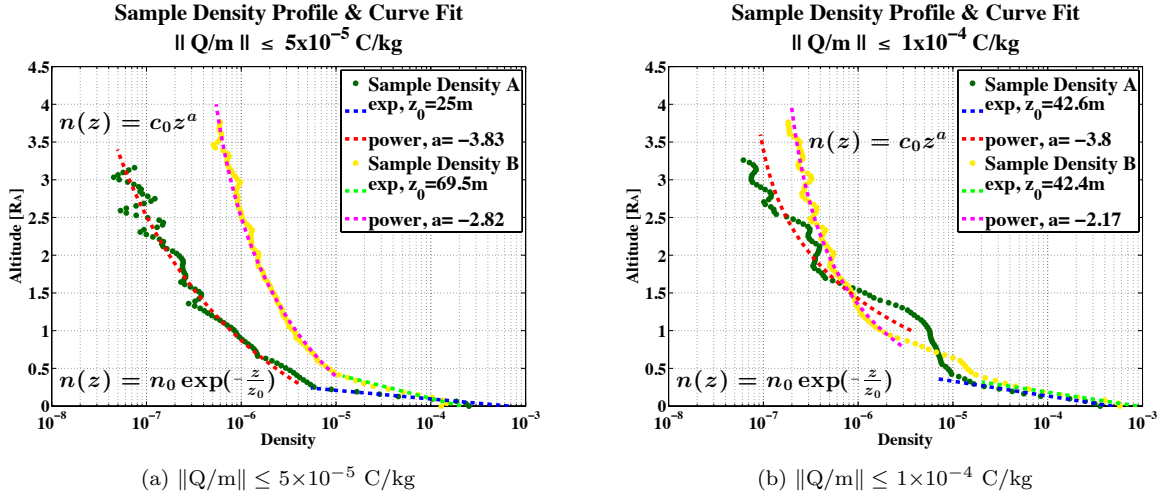 Sample Density Profile & Curve Fit
|| Q/m || ≤ 5x10⁻⁵ C/kg
4.5
4
3.5
3
2.5
2
1.5
1
0.5
0
Altitude [RA]
n(z) = c₀zᵃ
Sample Density A
exp, z₀=25m
power, a= −3.83
Sample Density B
exp, z₀=69.5m
power, a= −2.82
n(z) = n₀ exp(-z/z₀)
10⁻⁸ 10⁻⁷ 10⁻⁶ 10⁻⁵ 10⁻⁴ 10⁻³
Density
(a) ‖Q/m‖ ≤ 5×10⁻⁵ C/kg
Sample Density Profile & Curve Fit
|| Q/m || ≤ 1x10⁻⁴ C/kg
4.5
4
3.5
3
2.5
2
1.5
1
0.5
0
Altitude [RA]
n(z) = c₀zᵃ
Sample Density A
exp, z₀=42.6m
power, a= −3.8
Sample Density B
exp, z₀=42.4m
power, a= −2.17
n(z) = n₀ exp(-z/z₀)
10⁻⁸ 10⁻⁷ 10⁻⁶ 10⁻⁵ 10⁻⁴ 10⁻³
Density
(b) ‖Q/m‖ ≤ 1×10⁻⁴ C/kg